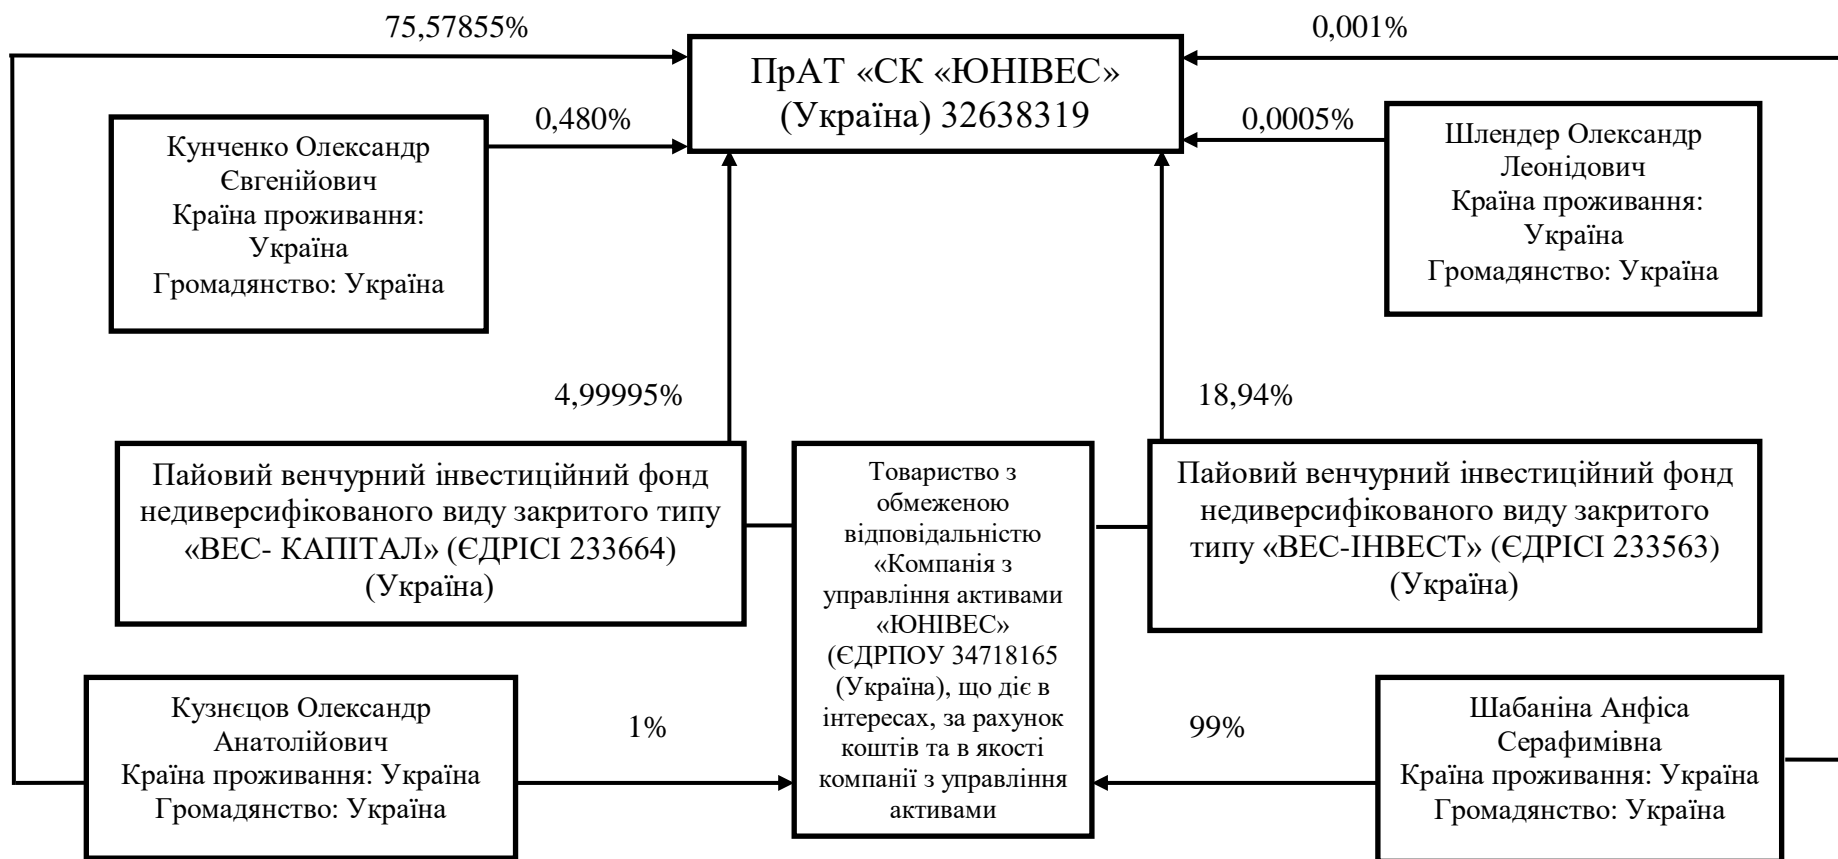 75,57855%
0,001%
ПрАТ «СК «ЮНІВЕС»
(Україна) 32638319
0,480%
0,0005%
Кунченко Олександр
Євгенійович
Країна проживання:
Україна
Громадянство: Україна
Шлендер Олександр
Леонідович
Країна проживання:
Україна
Громадянство: Україна
4,99995%
18,94%
Пайовий венчурний інвестиційний фонд
недиверсифікованого виду закритого типу
«ВЕС- КАПІТАЛ» (ЄДРІСІ 233664)
(Україна)
Товариство з
обмеженою
відповідальністю
«Компанія з
управління активами
«ЮНІВЕС»
(ЄДРПОУ 34718165
(Україна), що діє в
інтересах, за рахунок
коштів та в якості
компанії з управління
активами
Пайовий венчурний інвестиційний фонд
недиверсифікованого виду закритого
типу «ВЕС-ІНВЕСТ» (ЄДРІСІ 233563)
(Україна)
Кузнєцов Олександр
Анатолійович
Країна проживання: Україна
Громадянство: Україна
1%
99%
Шабаніна Анфіса
Серафимівна
Країна проживання: Україна
Громадянство: Україна